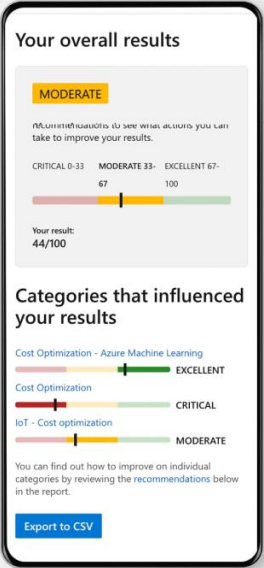 Your overall results
MODERATE
recommendations to see what actions you can
take to improve your results.
CRITICAL 0-33 MODERATE 33- EXCELLENT 67-
67 100
Your result:
44/100
Categories that influenced
your results
Cost Optimization - Azure Machine Learning
EXCELLENT
Cost Optimization
CRITICAL
IoT - Cost optimization
MODERATE
You can find out how to improve on individual
categories by reviewing the recommendations below
in the report.
Export to CSV